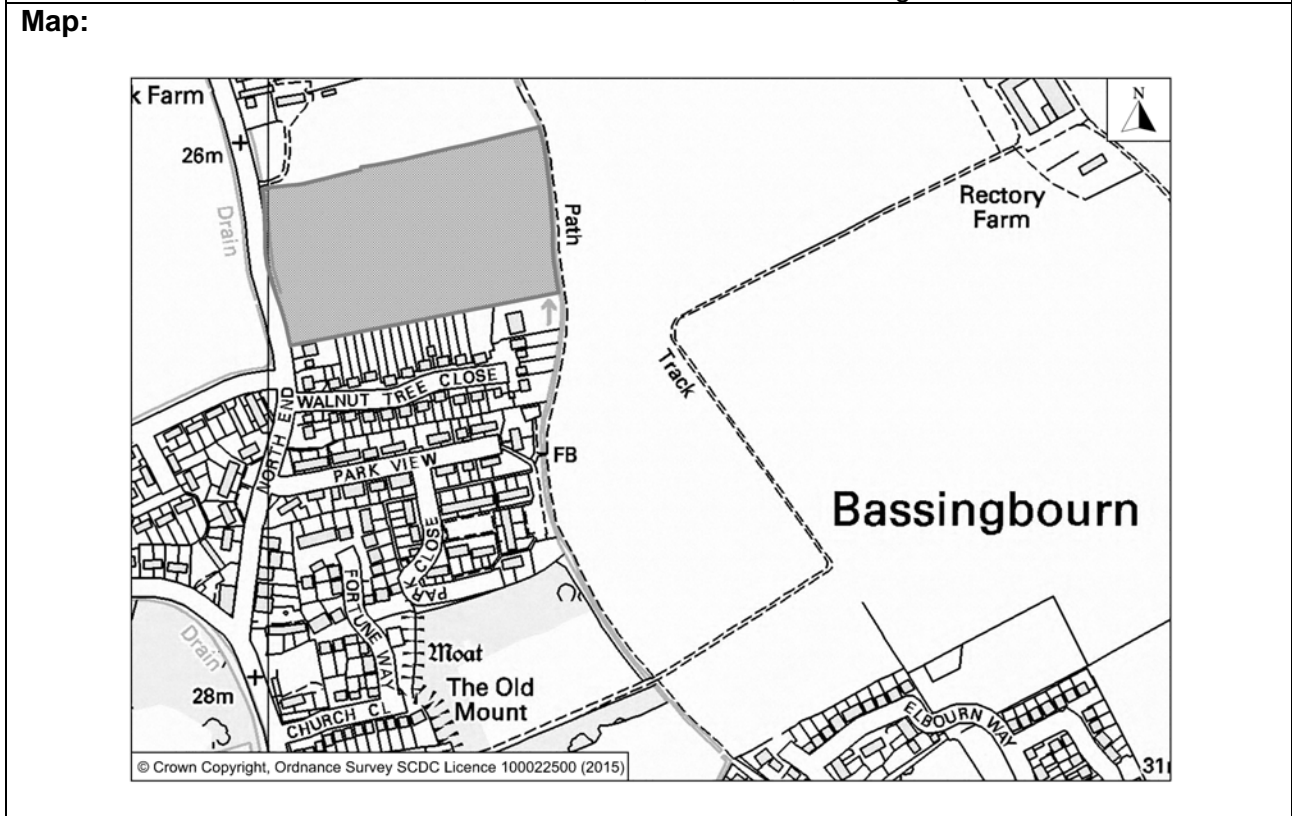 Map:
k Farm
N
26m
Drain
Path
Rectory
Farm
Track
WALNUT TREE CLOSE
NORTH END
FB
PARK VIEW
Bassingbourn
PARK CLOSE
FORTUNE WAY
Drain
Moat
28m
The Old
Mount
ELBOURN WAY
CHURCH CL
© Crown Copyright, Ordnance Survey SCDC Licence 100022500 (2015)
31